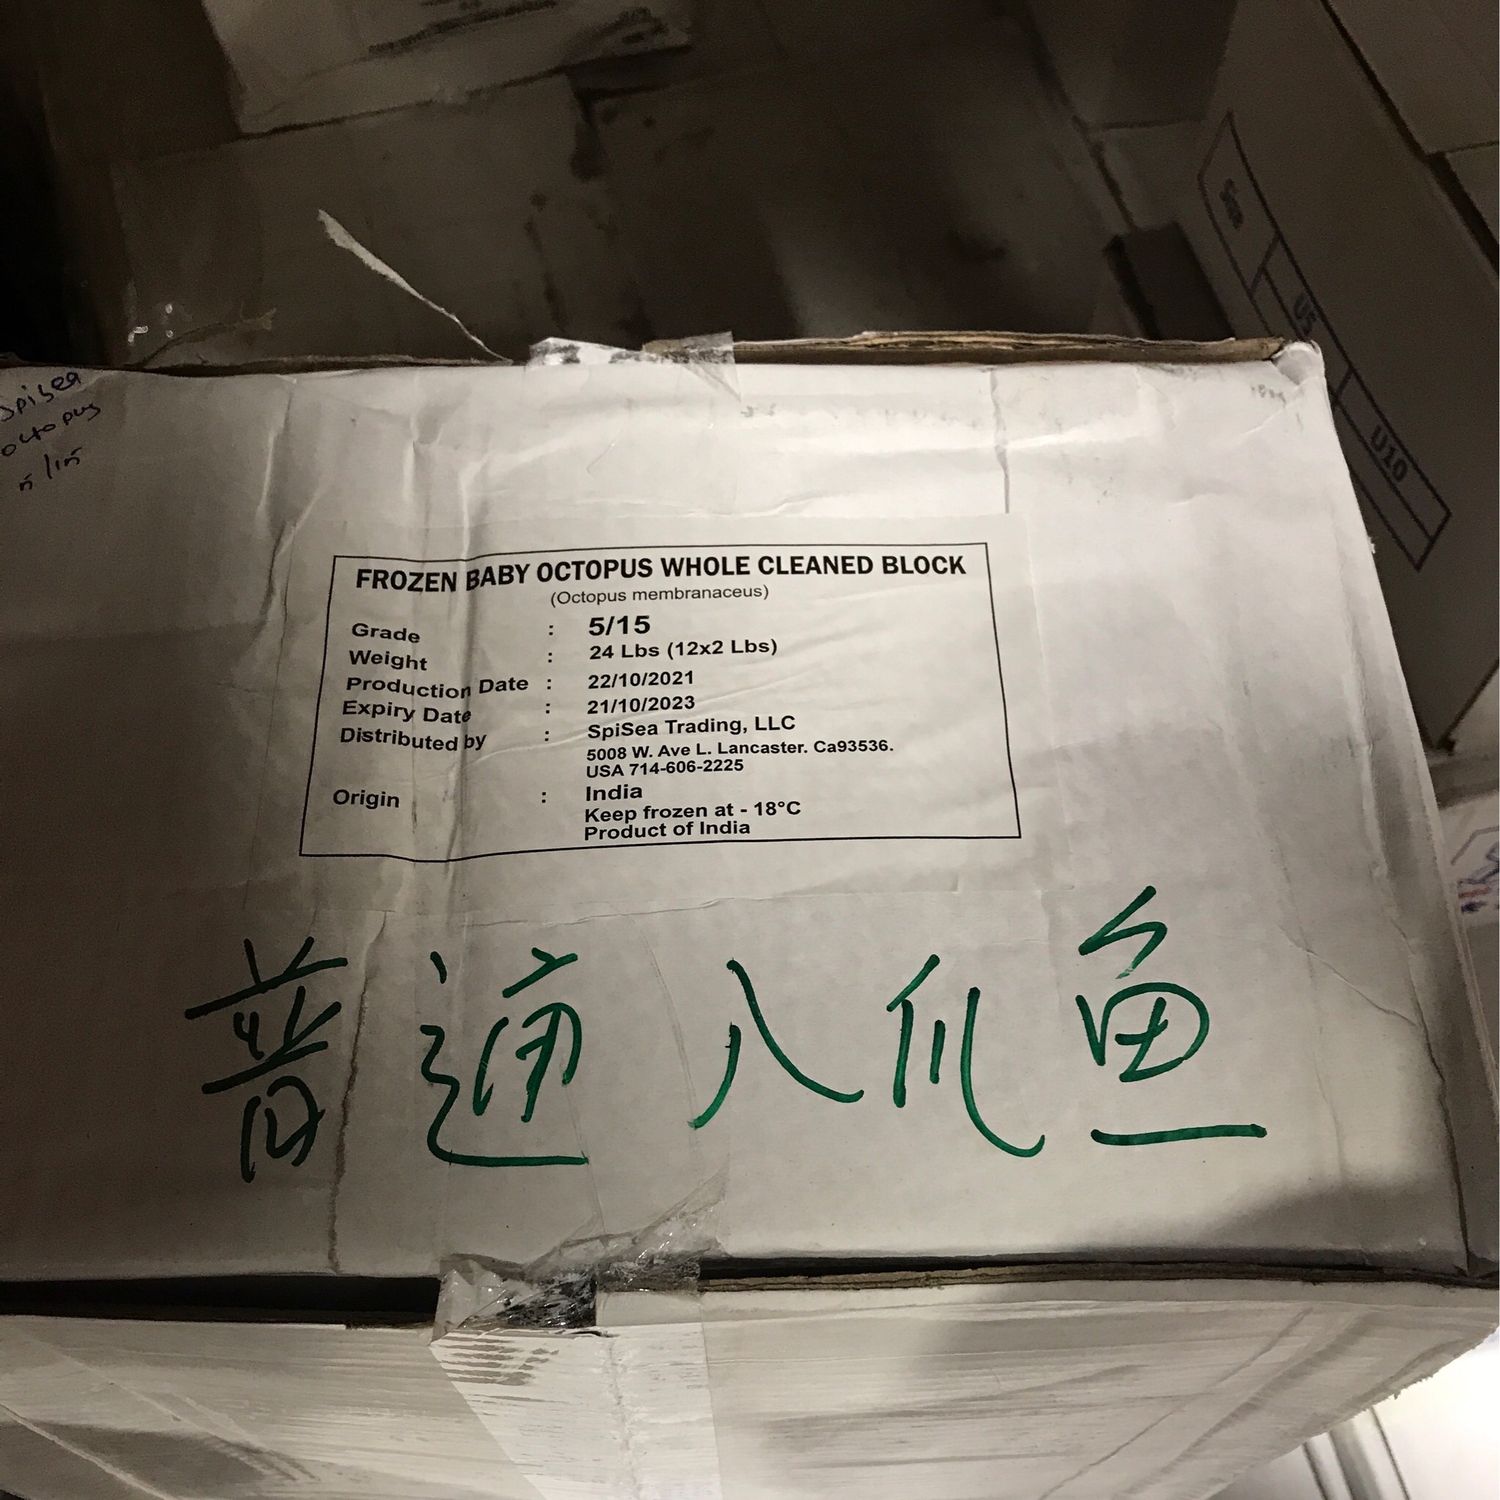 SpiSea
octopus
FROZEN BABY OCTOPUS WHOLE CLEANED BLOCK
(Octopus membranaceus)
Grade : 5/15
Weight : 24 Lbs (12x2 Lbs)
Production Date : 22/10/2021
Expiry Date : 21/10/2023
Distributed by : SpiSea Trading, LLC
5008 W. Ave L. Lancaster. Ca93536.
USA 714-606-2225
Origin : India
Keep frozen at - 18°C
Product of India
普通八爪鱼
U5
U10